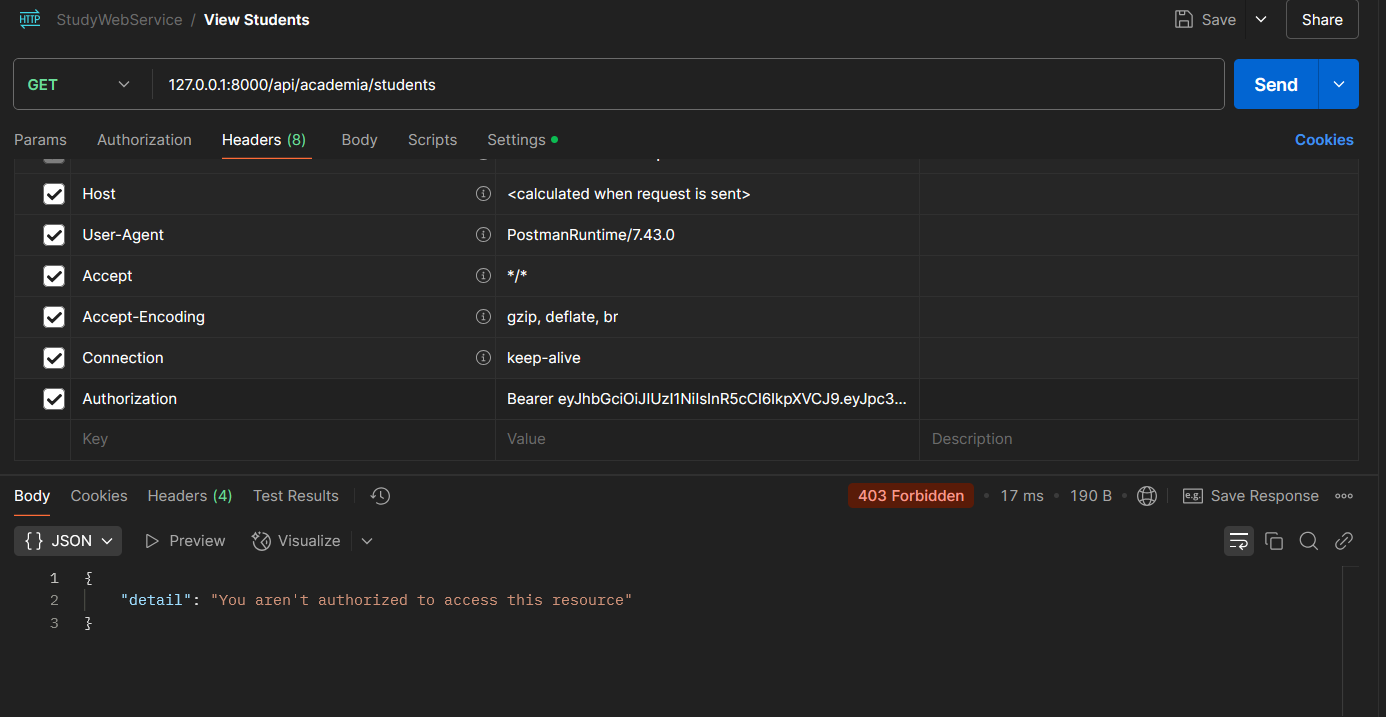 HTTP StudyWebService / View Students Save Share
GET 127.0.0.1:8000/api/academia/students Send
Params Authorization Headers (8) Body Scripts Settings Cookies
Host <calculated when request is sent>
User-Agent PostmanRuntime/7.43.0
Accept */*
Accept-Encoding gzip, deflate, br
Connection keep-alive
Authorization Bearer eyJhbGciOiJIUzI1NiIsInR5cCI6IkpXVCJ9.eyJpc3...
Key Value Description
Body Cookies Headers (4) Test Results 403 Forbidden • 17 ms • 190 B • e.g. Save Response
{} JSON Preview Visualize
1 {
2 "detail": "You aren't authorized to access this resource"
3 }